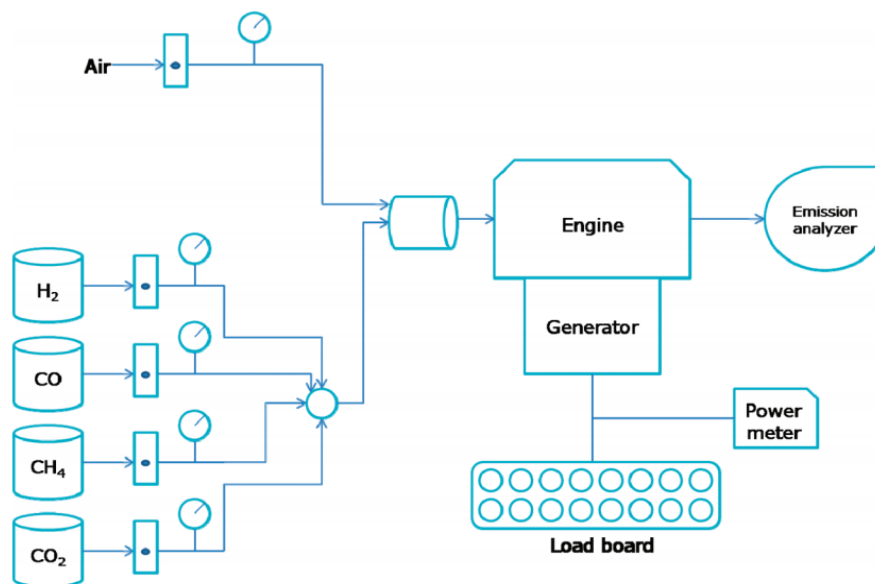 Air
Engine
Emission
analyzer
H₂
Generator
CO
Power
meter
CH₄
CO₂
Load board